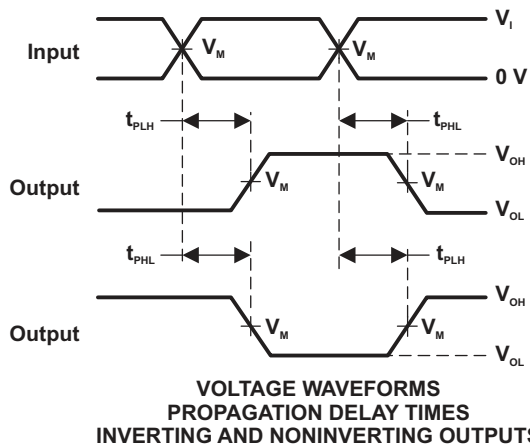 V_I
Input
V_M
V_M
0 V
t_PLH
t_PHL
V_OH
Output
V_M
V_M
V_OL
t_PHL
t_PLH
V_OH
Output
V_M
V_M
V_OL
VOLTAGE WAVEFORMS
PROPAGATION DELAY TIMES
INVERTING AND NONINVERTING OUTPUTS